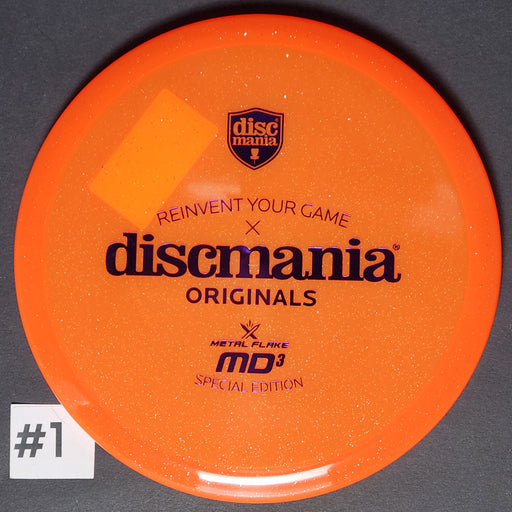 disc
mania
REINVENT YOUR GAME
X
discmania®
ORIGINALS
METAL FLAKE
MD3
SPECIAL EDITION
#1